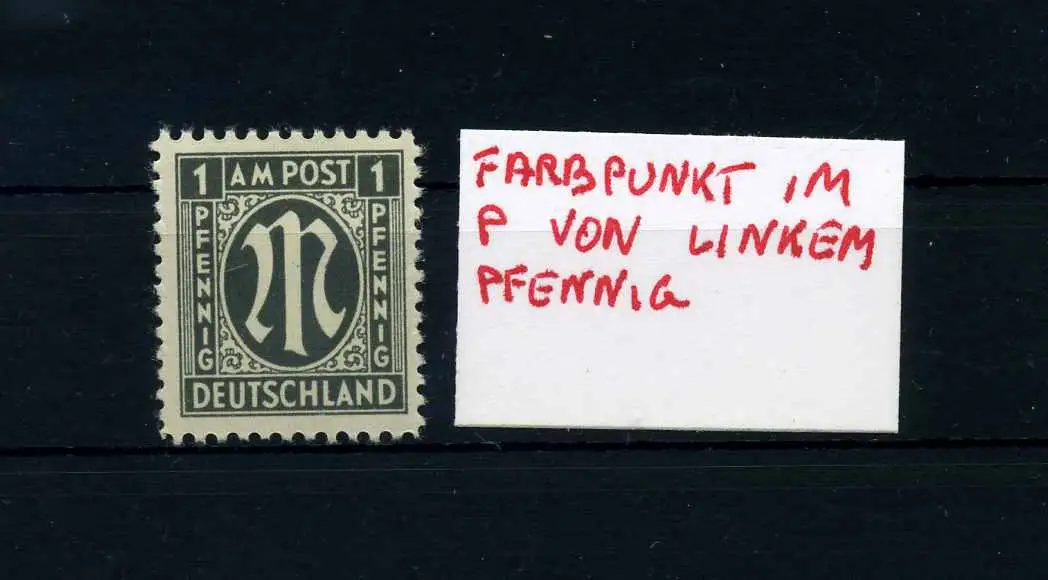 1 AM POST 1
PFENNIG
PFENNIG
M
DEUTSCHLAND
FARBPUNKT IM
P VON LINKEM
PFENNIG